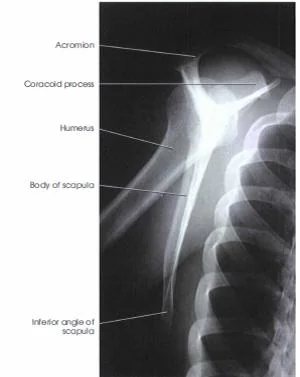 Acromion
Coracoid process
Humerus
Body of scapula
Inferior angle of
scapula